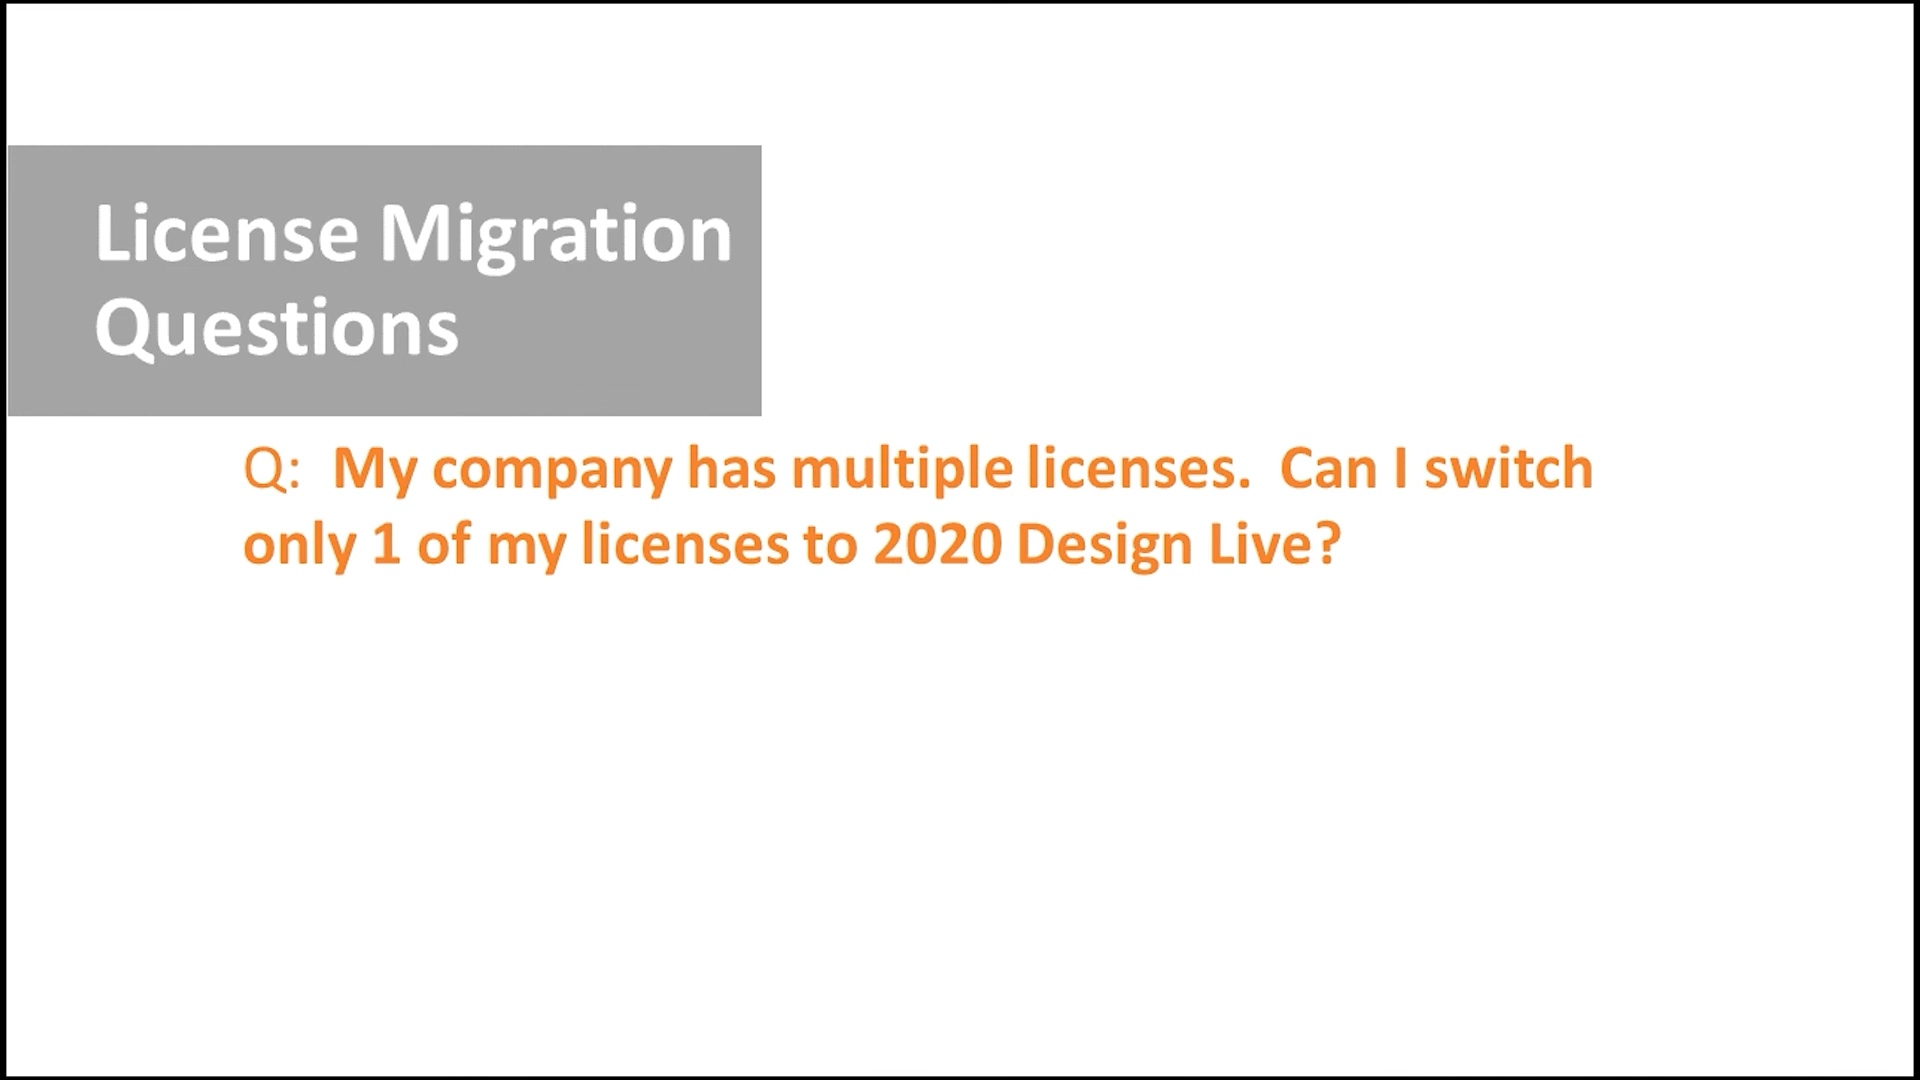 License Migration
Questions
Q:  My company has multiple licenses.  Can I switch
only 1 of my licenses to 2020 Design Live?